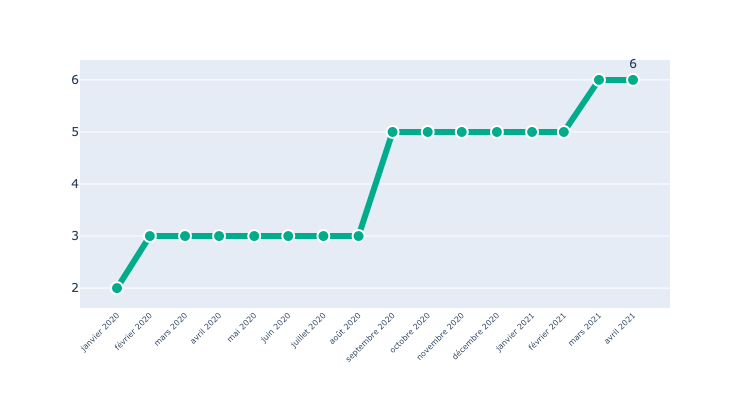 6
6
5
4
3
2
janvier 2020
février 2020
mars 2020
avril 2020
mai 2020
juin 2020
juillet 2020
août 2020
septembre 2020
octobre 2020
novembre 2020
décembre 2020
janvier 2021
février 2021
mars 2021
avril 2021